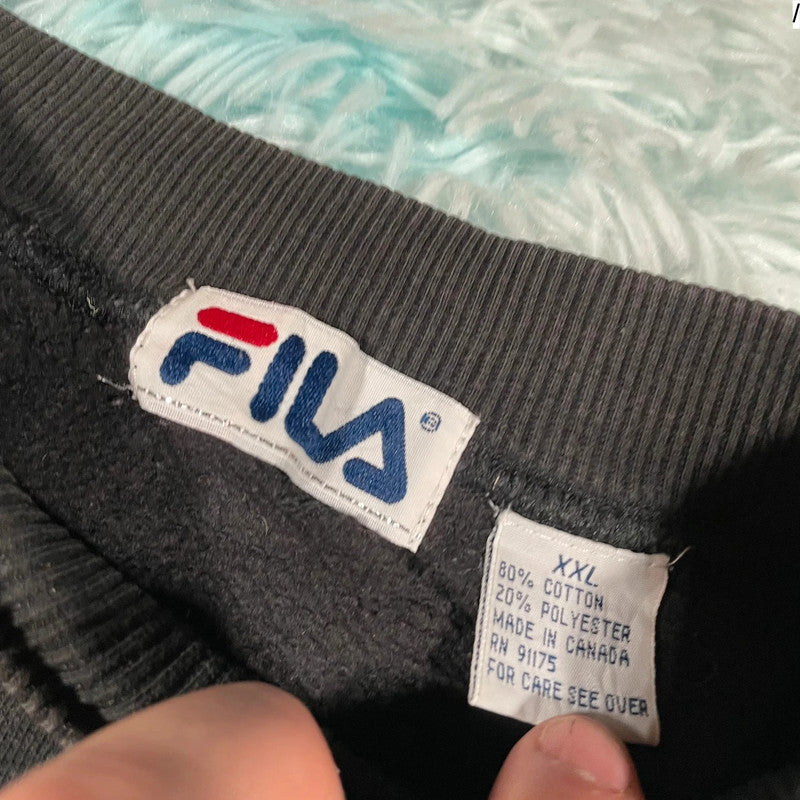 FILA®
XXL
80% COTTON
20% POLYESTER
MADE IN CANADA
RN 91175
FOR CARE SEE OVER